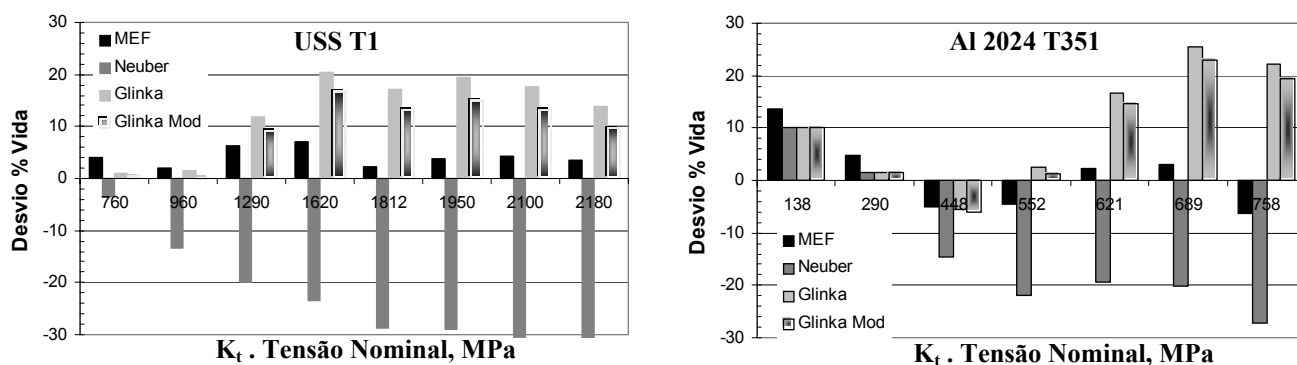 USS T1
Desvio % Vida
30
20
10
0
-10
-20
-30
MEF
Neuber
Glinka
Glinka Mod
760 960 1290 1620 1812 1950 2100 2180
Kt . Tensão Nominal, MPa
Al 2024 T351
Desvio % Vida
30
20
10
0
-10
-20
-30
138 290 448 552 621 689 758
MEF
Neuber
Glinka
Glinka Mod
Kt . Tensão Nominal, MPa